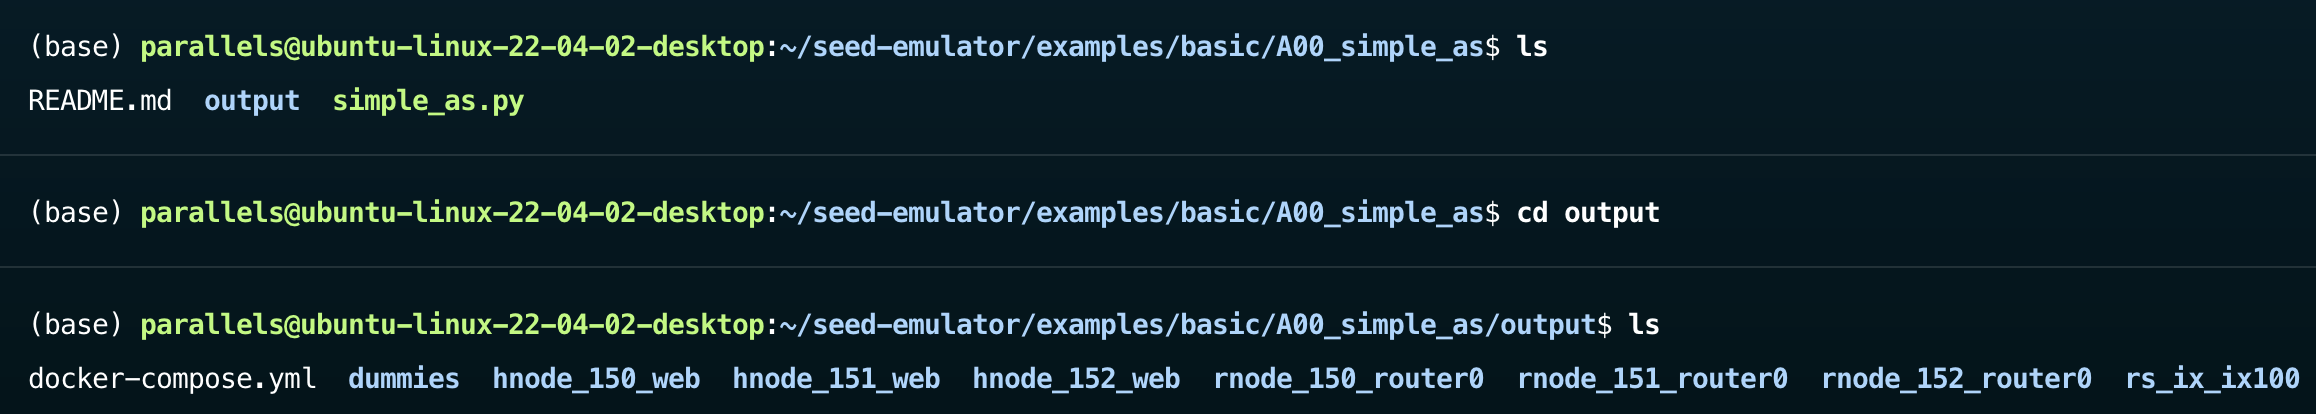 (base) parallels@ubuntu-linux-22-04-02-desktop:~/seed-emulator/examples/basic/A00_simple_as$ ls
README.md  output  simple_as.py
(base) parallels@ubuntu-linux-22-04-02-desktop:~/seed-emulator/examples/basic/A00_simple_as$ cd output
(base) parallels@ubuntu-linux-22-04-02-desktop:~/seed-emulator/examples/basic/A00_simple_as/output$ ls
docker-compose.yml  dummies  hnode_150_web  hnode_151_web  hnode_152_web  rnode_150_router0  rnode_151_router0  rnode_152_router0  rs_ix_ix100